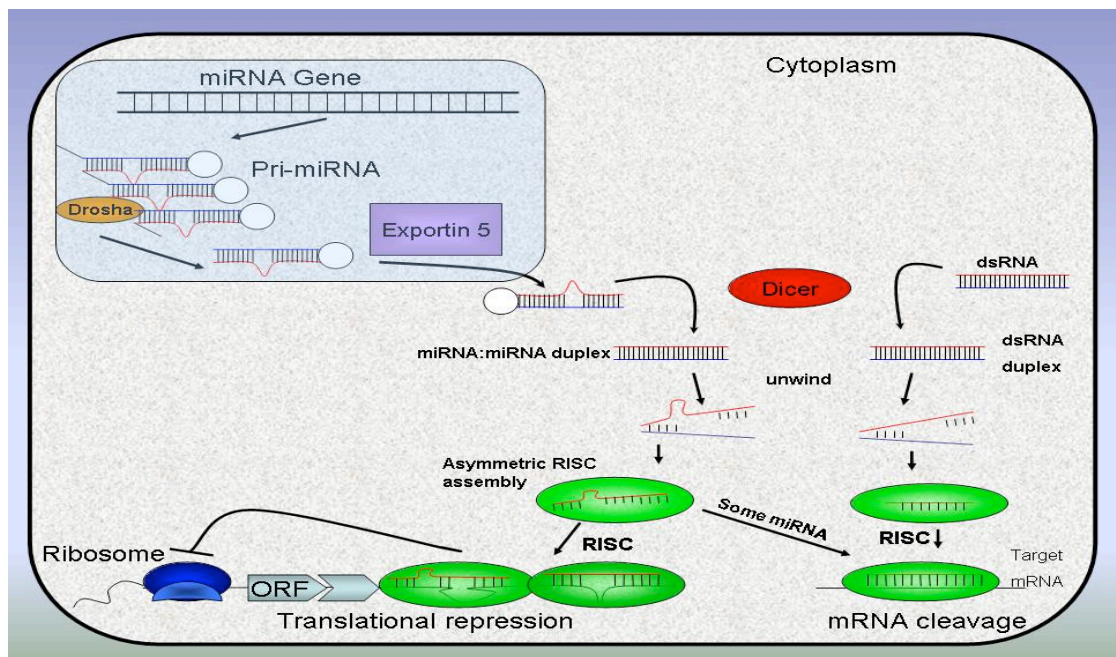 Cytoplasm
miRNA Gene
Pri-miRNA
Drosha
Exportin 5
dsRNA
Dicer
miRNA:miRNA duplex
dsRNA
duplex
unwind
Asymmetric RISC
assembly
Some miRNA
RISC
RISC
Ribosome
Target
mRNA
ORF
Translational repression
mRNA cleavage